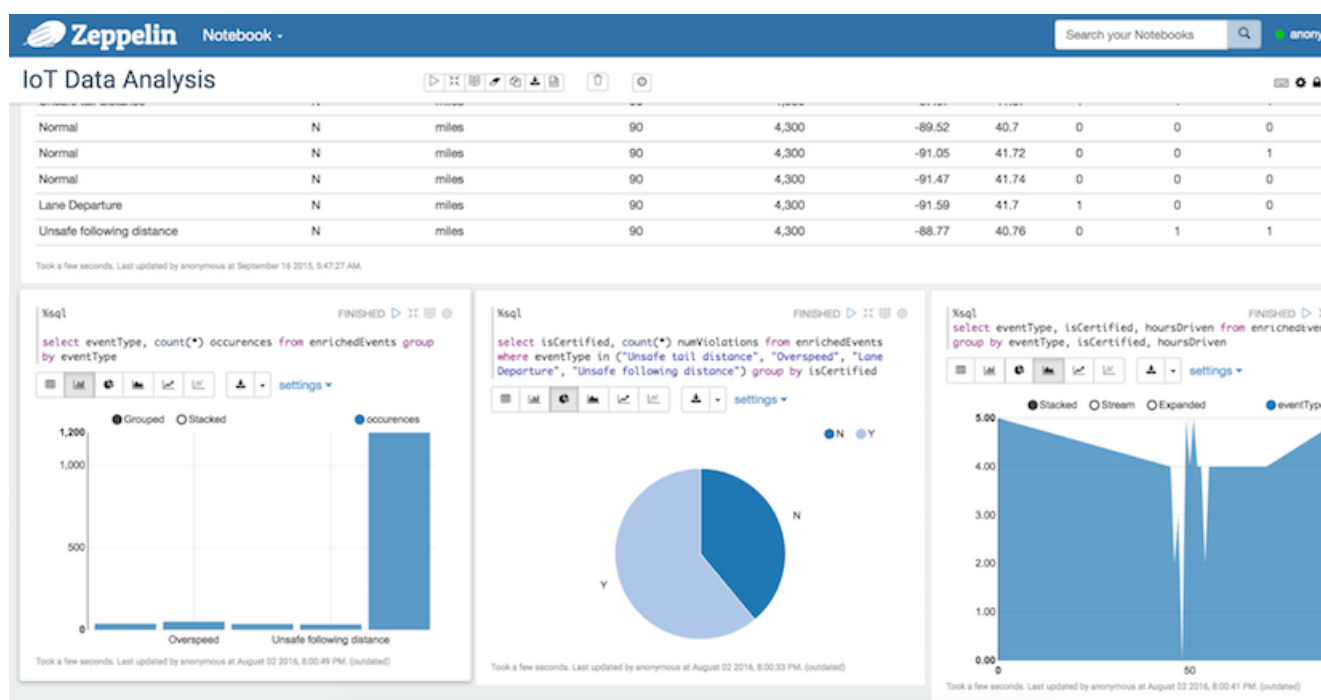 Zeppelin Notebook Search your Notebooks anony
IoT Data Analysis
Normal N miles 90 4,300 -89.52 40.7 0 0 0
Normal N miles 90 4,300 -91.05 41.72 0 0 1
Normal N miles 90 4,300 -91.47 41.74 0 0 0
Lane Departure N miles 90 4,300 -91.59 41.7 1 0 0
Unsafe following distance N miles 90 4,300 -88.77 40.76 0 1 1
Took a few seconds. Last updated by anonymous at September 16 2015, 5:47:27 AM.
%sql FINISHED
select eventType, count(*) occurences from enrichedEvents group
by eventType
settings
Grouped Stacked occurences
1,200
1,000
500
0
Overspeed Unsafe following distance
Took a few seconds. Last updated by anonymous at August 02 2016, 8:00:49 PM. (outdated)
%sql FINISHED
select isCertified, count(*) numViolations from enrichedEvents
where eventType in ("Unsafe tail distance", "Overspeed", "Lane
Departure", "Unsafe following distance") group by isCertified
settings
N Y
N
Y
Took a few seconds. Last updated by anonymous at August 02 2016, 8:00:33 PM. (outdated)
%sql FINISHED
select eventType, isCertified, hoursDriven from
group by eventType, isCertified, hoursDriven
settings
Stacked Stream Expanded eventType
5.00
4.00
3.00
2.00
1.00
0.00
0 50
Took a few seconds. Last updated by anonymous at August 02 2016, 8:00:41 PM. (outdated)